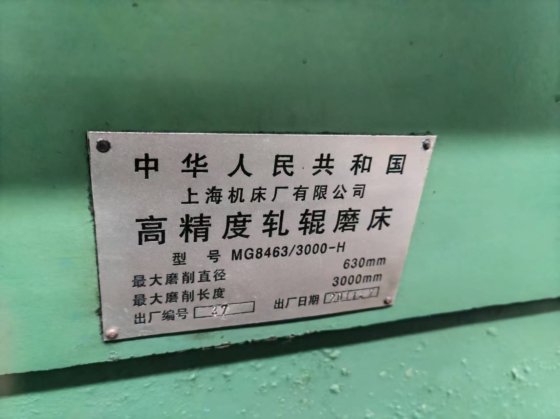 中华人民共和国
上海机床厂有限公司
高精度轧辊磨床
型号 MG8463/3000-H
最大磨削直径 630mm
最大磨削长度 3000mm
出厂编号 37 出厂日期